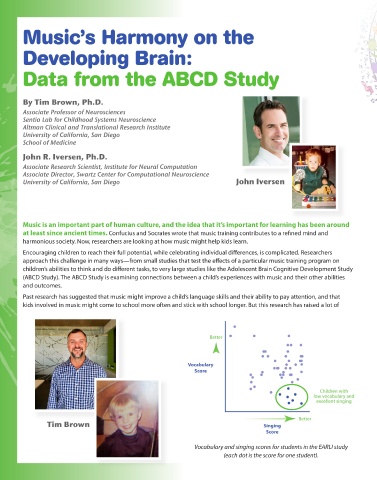 Music's Harmony on the
Developing Brain:
Data from the ABCD Study
By Tim Brown, Ph.D.
Associate Professor of Neurosciences
Sentia Lab for Childhood Systems Neuroscience
Altman Clinical and Translational Research Institute
University of California, San Diego
School of Medicine
John R. Iversen, Ph.D.
Associate Research Scientist, Institute for Neural Computation
Associate Director, Swartz Center for Computational Neuroscience
University of California, San Diego
John Iversen
Music is an important part of human culture, and the idea that it's important for learning has been around
at least since ancient times. Confucius and Socrates wrote that music training contributes to a refined mind and
harmonious society. Now, researchers are looking at how music might help kids learn.
Encouraging children to reach their full potential, while celebrating individual differences, is complicated. Researchers
approach this challenge in many ways—from small studies that test the effects of a particular music training program on
children's abilities to think and do different tasks, to very large studies like the Adolescent Brain Cognitive Development Study
(ABCD Study). The ABCD Study is examining connections between a child's experiences with music and their other abilities
and outcomes.
Past research has suggested that music might improve a child's language skills and their ability to pay attention, and that
kids involved in music might come to school more often and stick with school longer. But this research has raised a lot of
Better
Vocabulary
Score
Children with
low vocabulary and
excellent singing
Better
Singing
Score
Tim Brown
Vocabulary and singing scores for students in the EARLI study
(each dot is the score for one student).